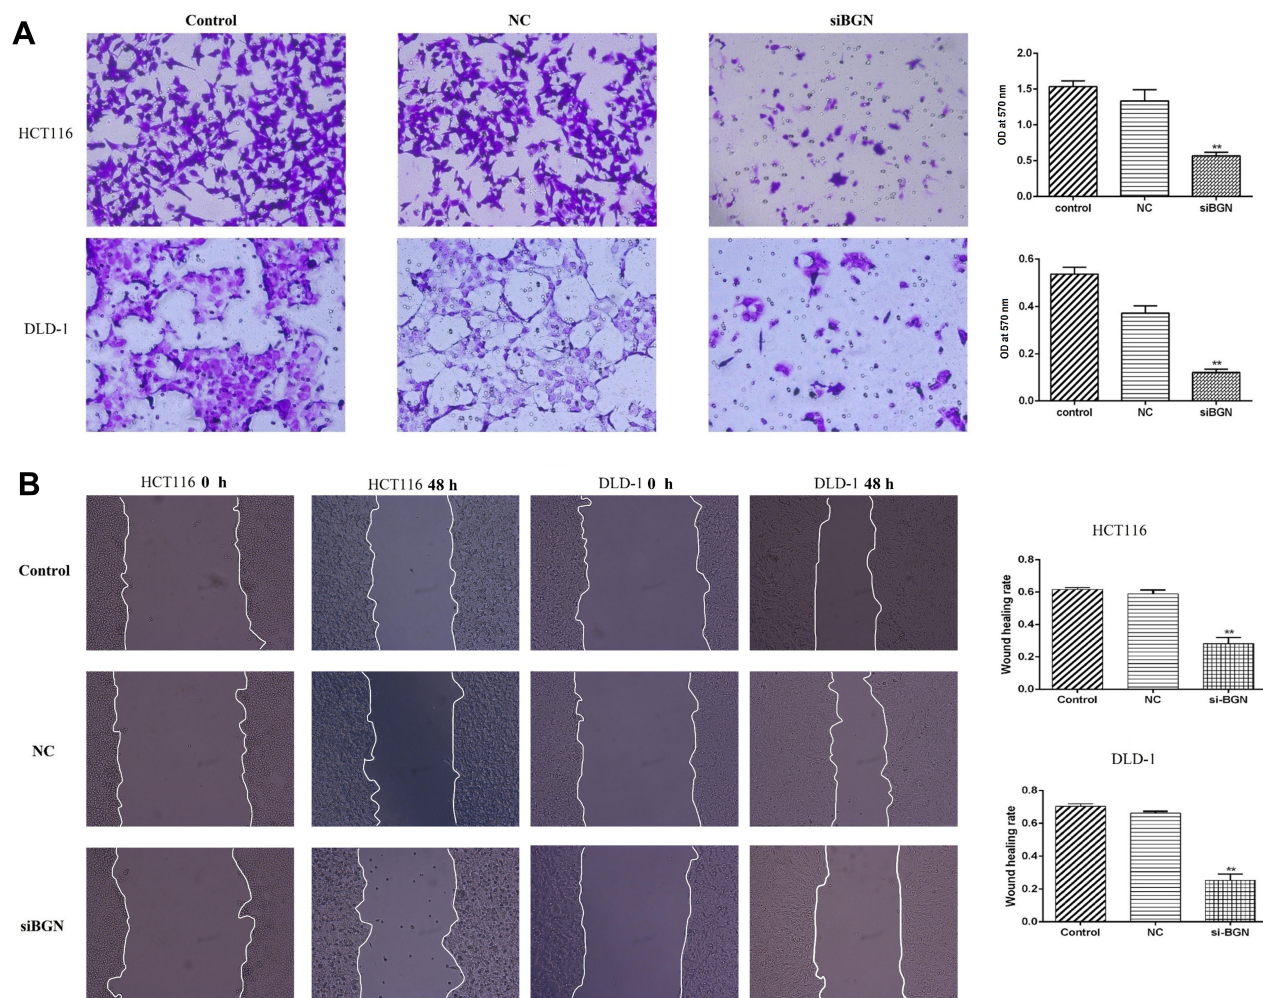 A
Control
NC
siBGN
HCT116
OD at 570 nm
2.0
1.5
1.0
0.5
0.0
**
control
NC
siBGN
DLD-1
OD at 570 nm
0.6
0.4
0.2
0.0
**
control
NC
siBGN
B
HCT116 0 h
HCT116 48 h
DLD-1 0 h
DLD-1 48 h
Control
NC
siBGN
HCT116
Wound healing rate
0.8
0.6
0.4
0.2
0.0
**
Control
NC
si-BGN
DLD-1
Wound healing rate
0.8
0.6
0.4
0.2
0.0
**
Control
NC
si-BGN